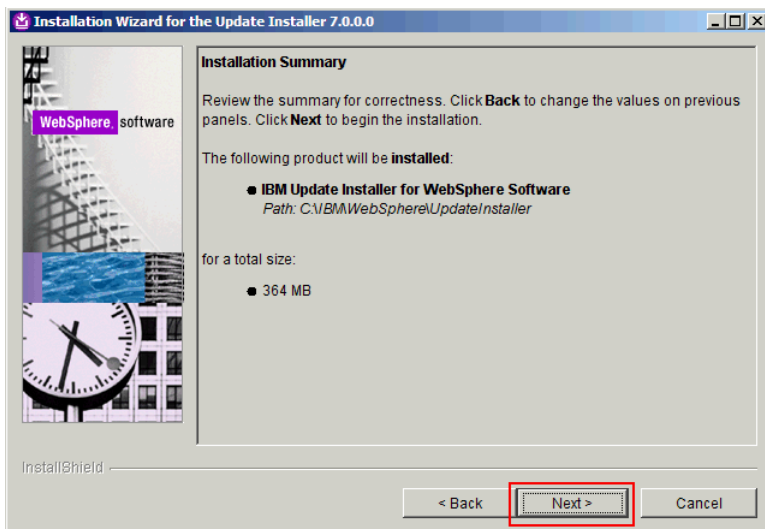 Installation Wizard for the Update Installer 7.0.0.0
WebSphere. software
Installation Summary
Review the summary for correctness. Click Back to change the values on previous
panels. Click Next to begin the installation.
The following product will be installed:
IBM Update Installer for WebSphere Software
Path: C:\IBM\WebSphere\UpdateInstaller
for a total size:
364 MB
InstallShield
< Back
Next >
Cancel